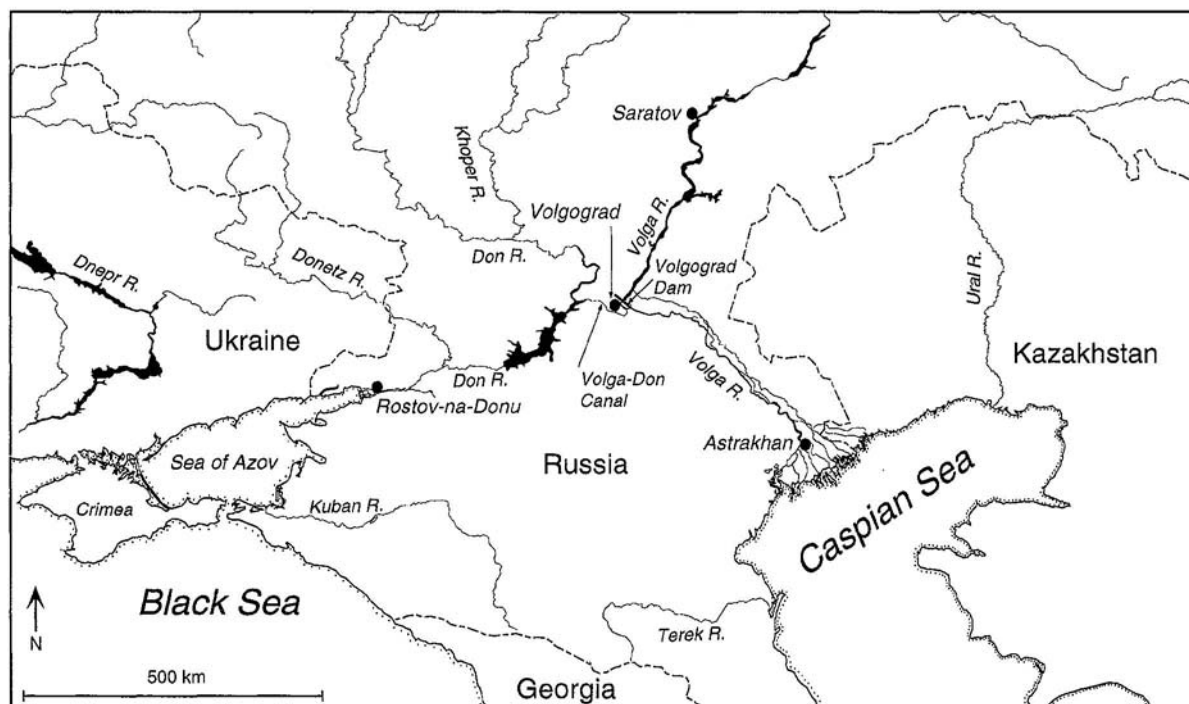 Saratov
Khoper R.
Volgograd
Volga R.
Don R.
Volgograd
Dam
Ural R.
Dnepr R.
Donetz R.
Ukraine
Kazakhstan
Don R.
Volga-Don
Canal
Volga R.
Rostov-na-Donu
Astrakhan
Sea of Azov
Russia
Crimea
Kuban R.
Caspian Sea
Black Sea
N
Terek R.
500 km
Georgia